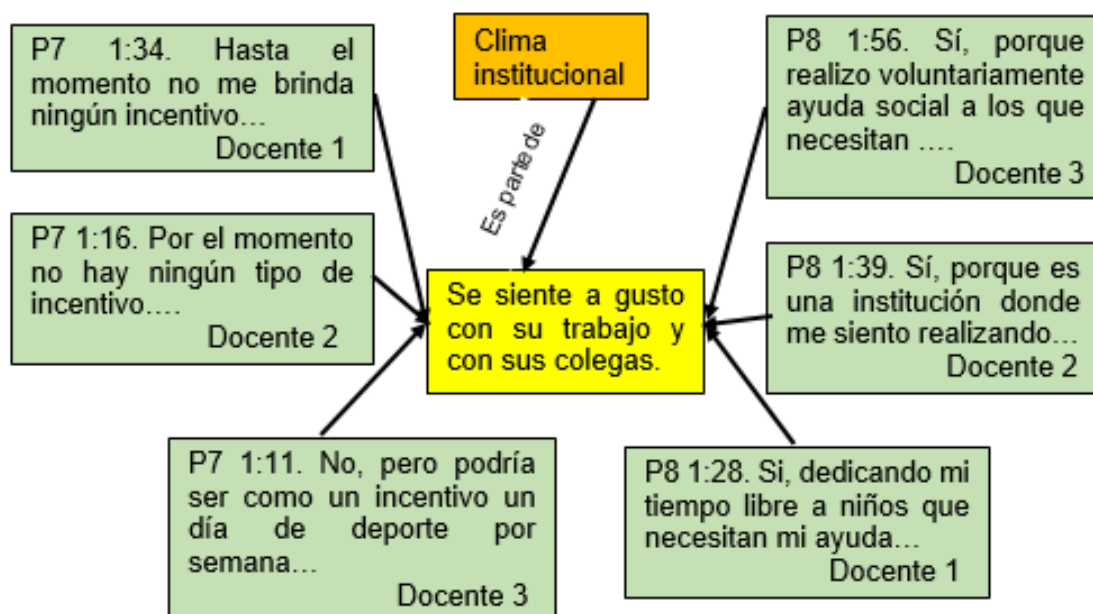 P7 1:34. Hasta el
momento no me brinda
ningún incentivo…
Docente 1
Clima
institucional
P8 1:56. Sí, porque
realizo voluntariamente
ayuda social a los que
necesitan ….
Docente 3
Es parte de
P7 1:16. Por el momento
no hay ningún tipo de
incentivo….
Docente 2
Se siente a gusto
con su trabajo y
con sus colegas.
P8 1:39. Sí, porque es
una institución donde
me siento realizando…
Docente 2
P7 1:11. No, pero podría
ser como un incentivo un
día de deporte por
semana…
Docente 3
P8 1:28. Si, dedicando mi
tiempo libre a niños que
necesitan mi ayuda…
Docente 1